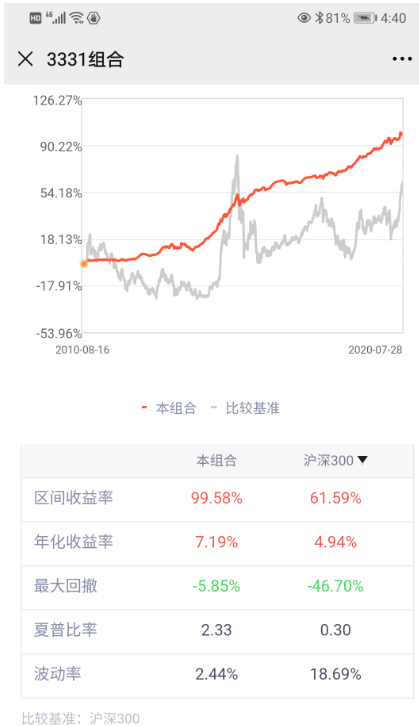 HD 46 81% 4:40
3331组合
126.27%
90.22%
54.18%
18.13%
-17.91%
-53.96%
2010-08-16 2020-07-28
本组合 比较基准
本组合 沪深300
区间收益率 99.58% 61.59%
年化收益率 7.19% 4.94%
最大回撤 -5.85% -46.70%
夏普比率 2.33 0.30
波动率 2.44% 18.69%
比较基准：沪深300